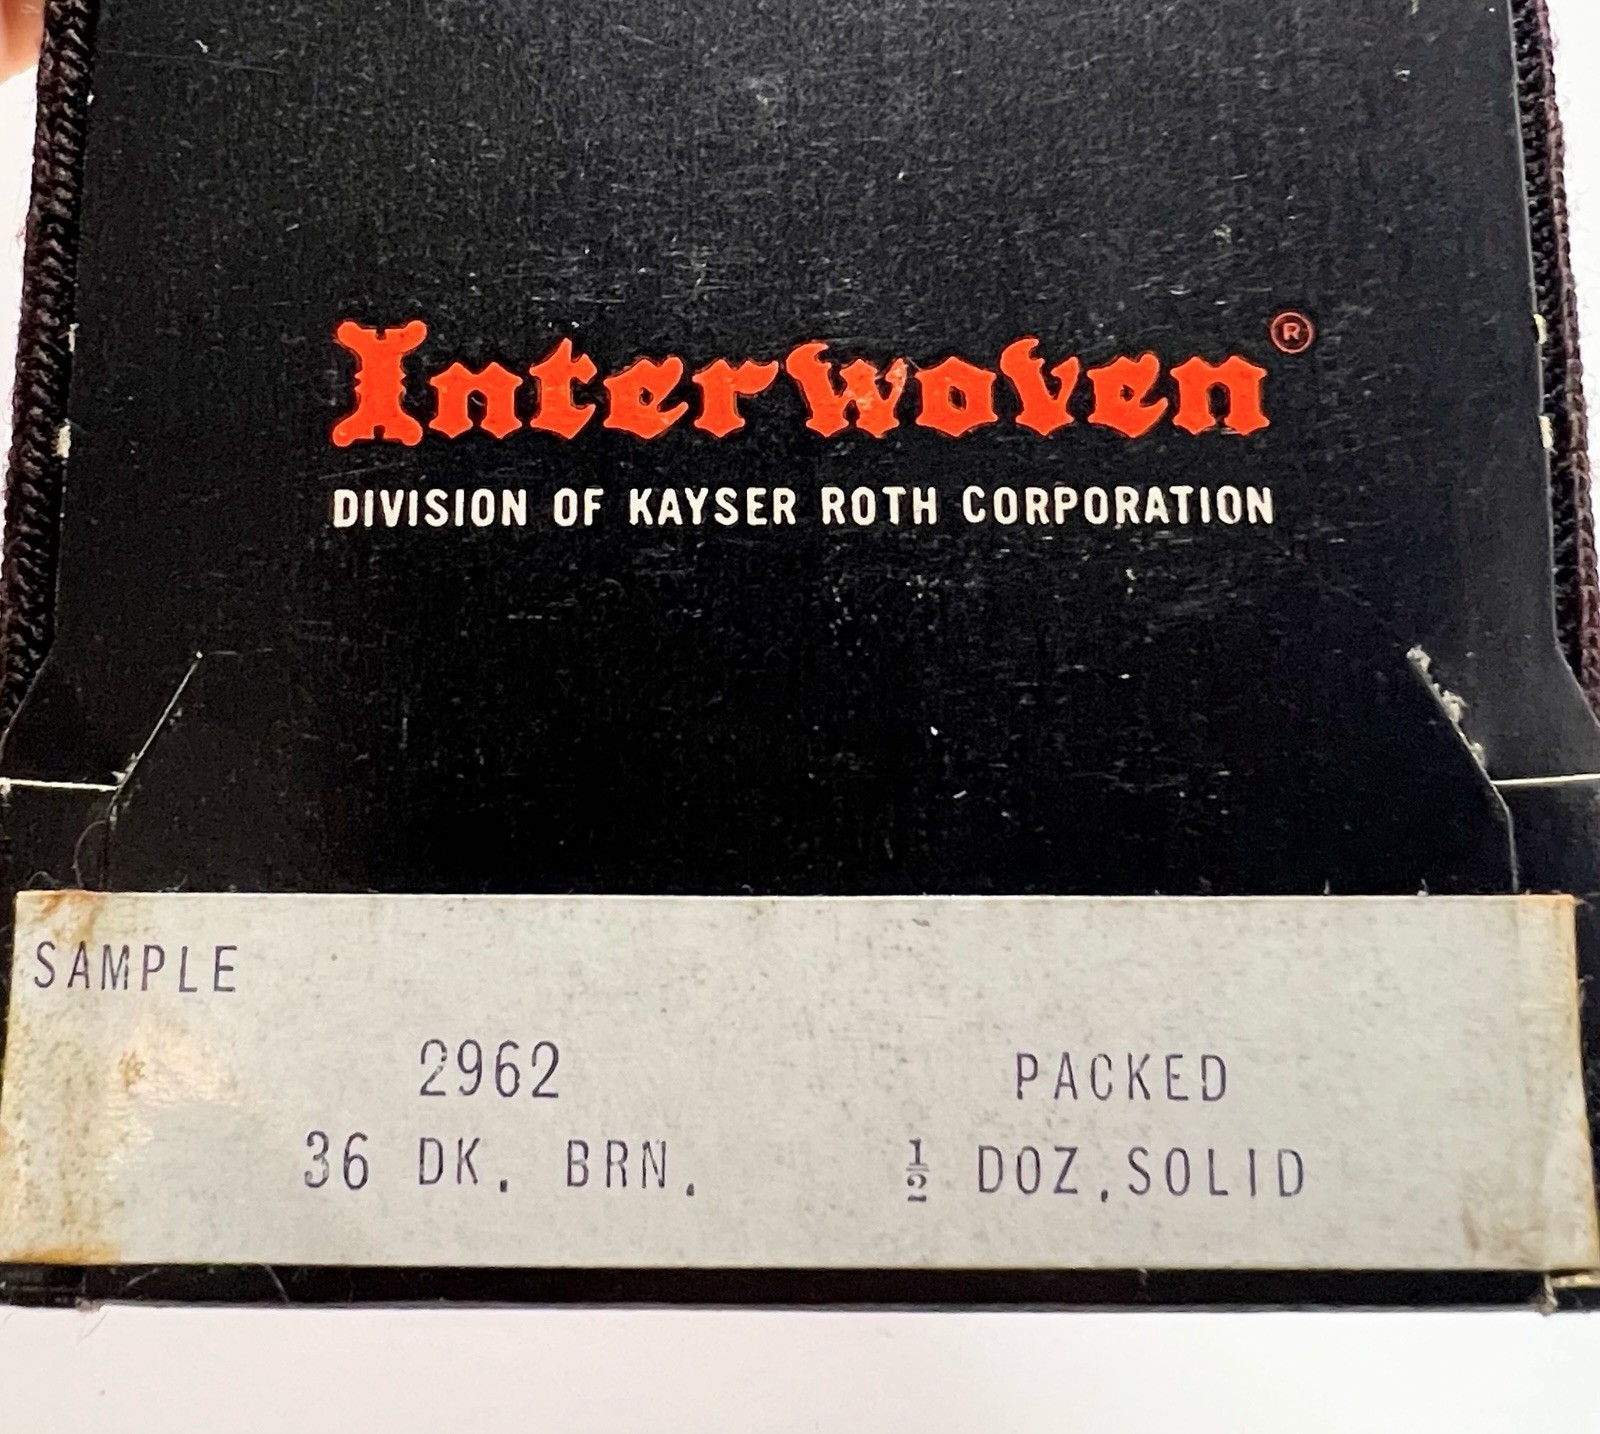 Interwoven®
DIVISION OF KAYSER ROTH CORPORATION
SAMPLE
2962 PACKED
36 DK. BRN. ½ DOZ.SOLID